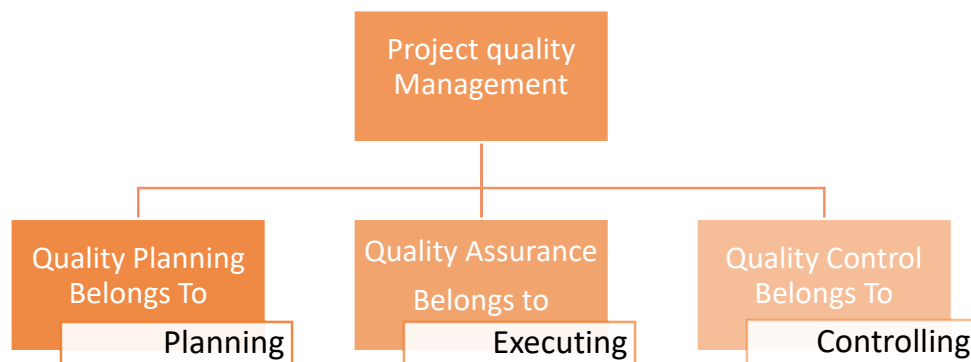 Project quality
Management
Quality Planning
Belongs To
Planning
Quality Assurance
Belongs to
Executing
Quality Control
Belongs To
Controlling